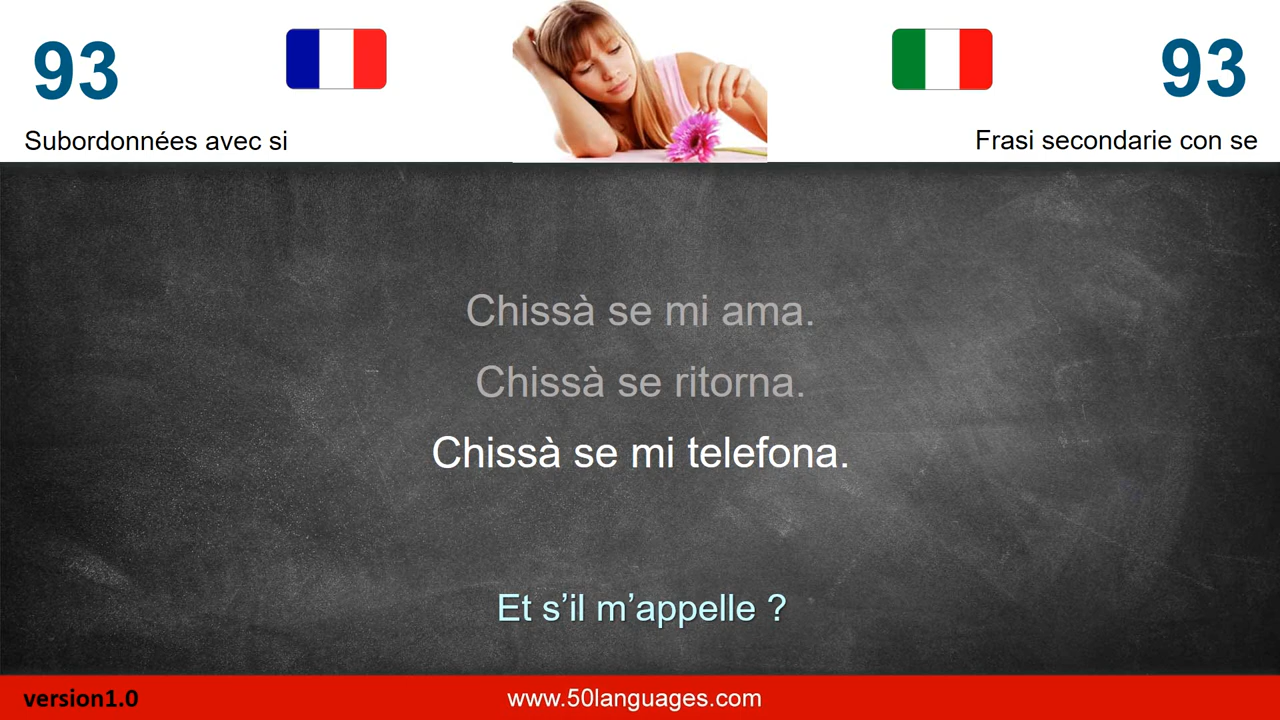 93
93
Subordonnées avec si
Frasi secondarie con se
Chissà se mi ama.
Chissà se ritorna.
Chissà se mi telefona.
Et s’il m’appelle ?
version1.0
www.50languages.com